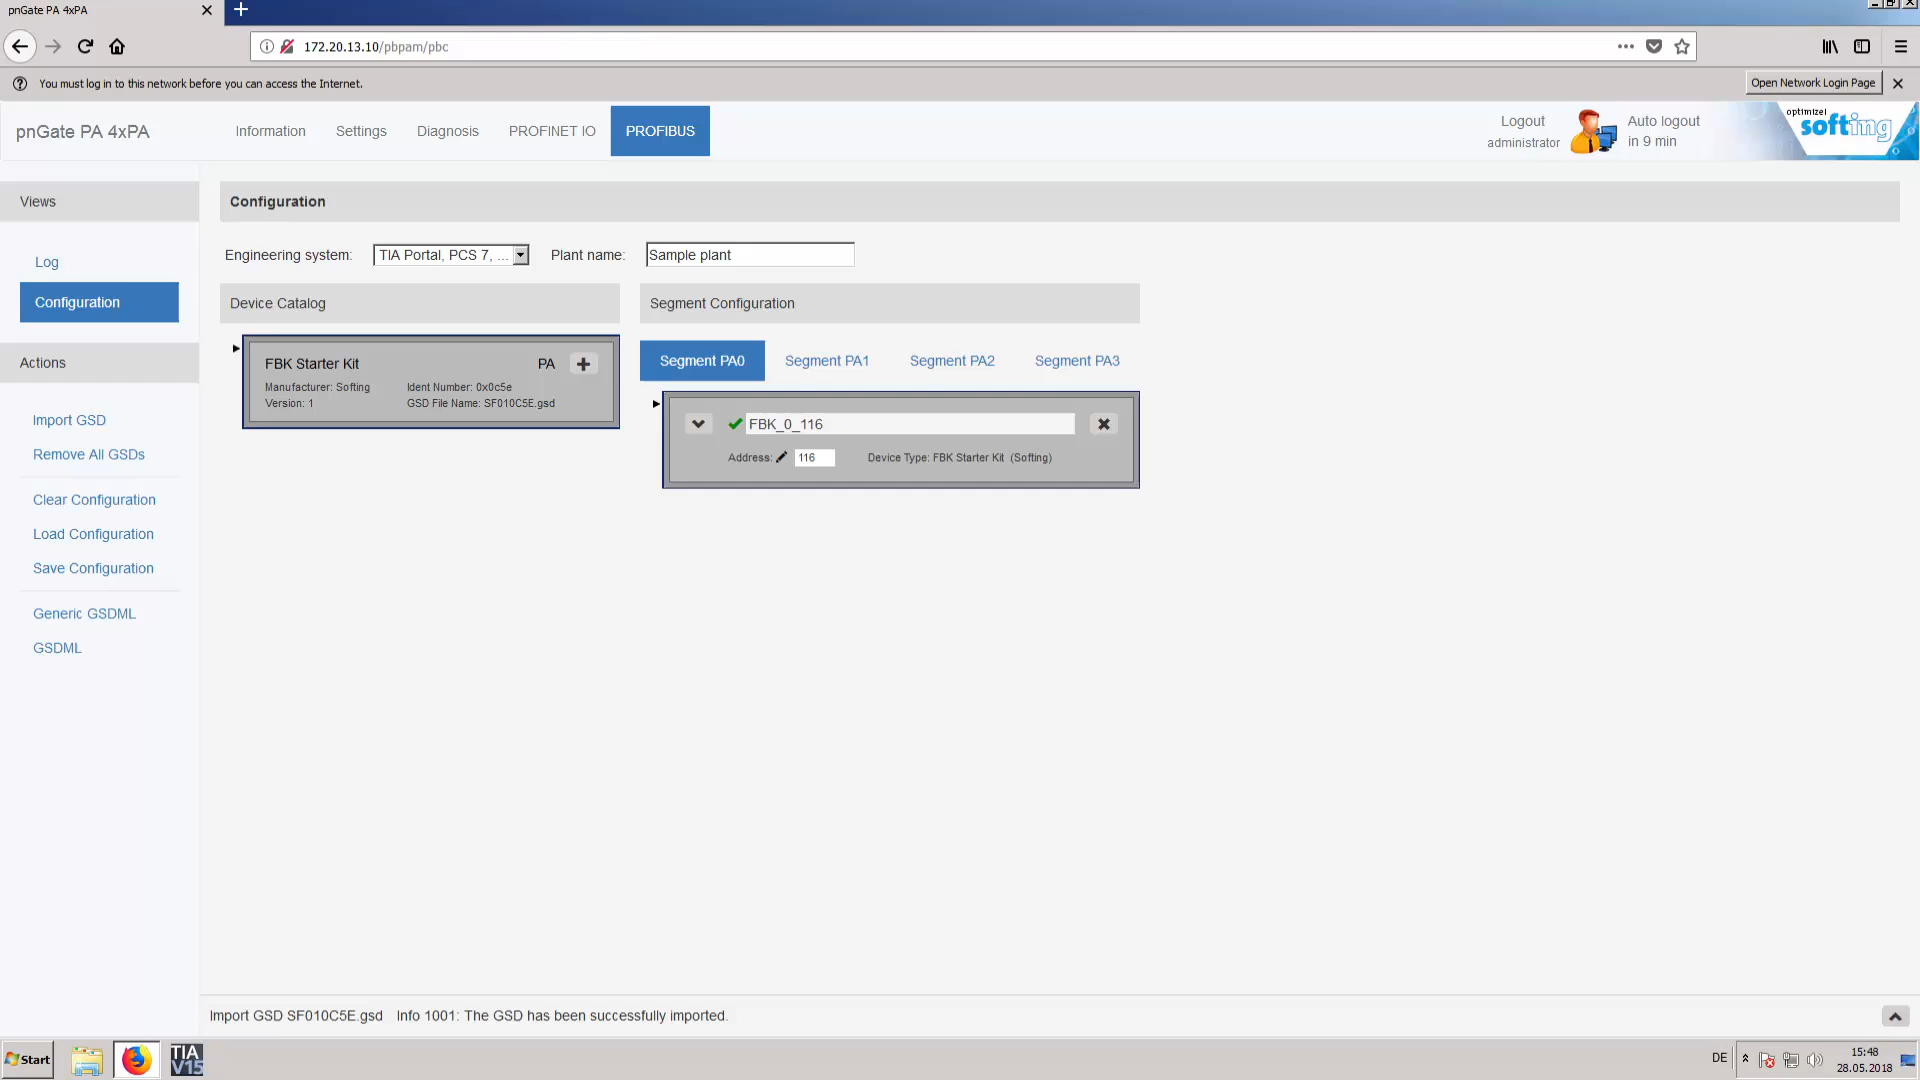 pnGate PA 4xPA
172.20.13.10/pbpam/pbc
You must log in to this network before you can access the Internet.
Open Network Login Page
pnGate PA 4xPA
Information
Settings
Diagnosis
PROFINET IO
PROFIBUS
Logout
administrator
Auto logout
in 9 min
optimize!
softing
Views
Log
Configuration
Actions
Import GSD
Remove All GSDs
Clear Configuration
Load Configuration
Save Configuration
Generic GSDML
GSDML
Configuration
Engineering system:
TIA Portal, PCS 7, ...
Plant name:
Sample plant
Device Catalog
FBK Starter Kit
PA
Manufacturer: Softing
Ident Number: 0x0c5e
Version: 1
GSD File Name: SF010C5E.gsd
Segment Configuration
Segment PA0
Segment PA1
Segment PA2
Segment PA3
FBK_0_116
Address:
116
Device Type: FBK Starter Kit (Softing)
Import GSD SF010C5E.gsd
Info 1001: The GSD has been successfully imported.
Start
TIA
V15
DE
15:48
28.05.2018